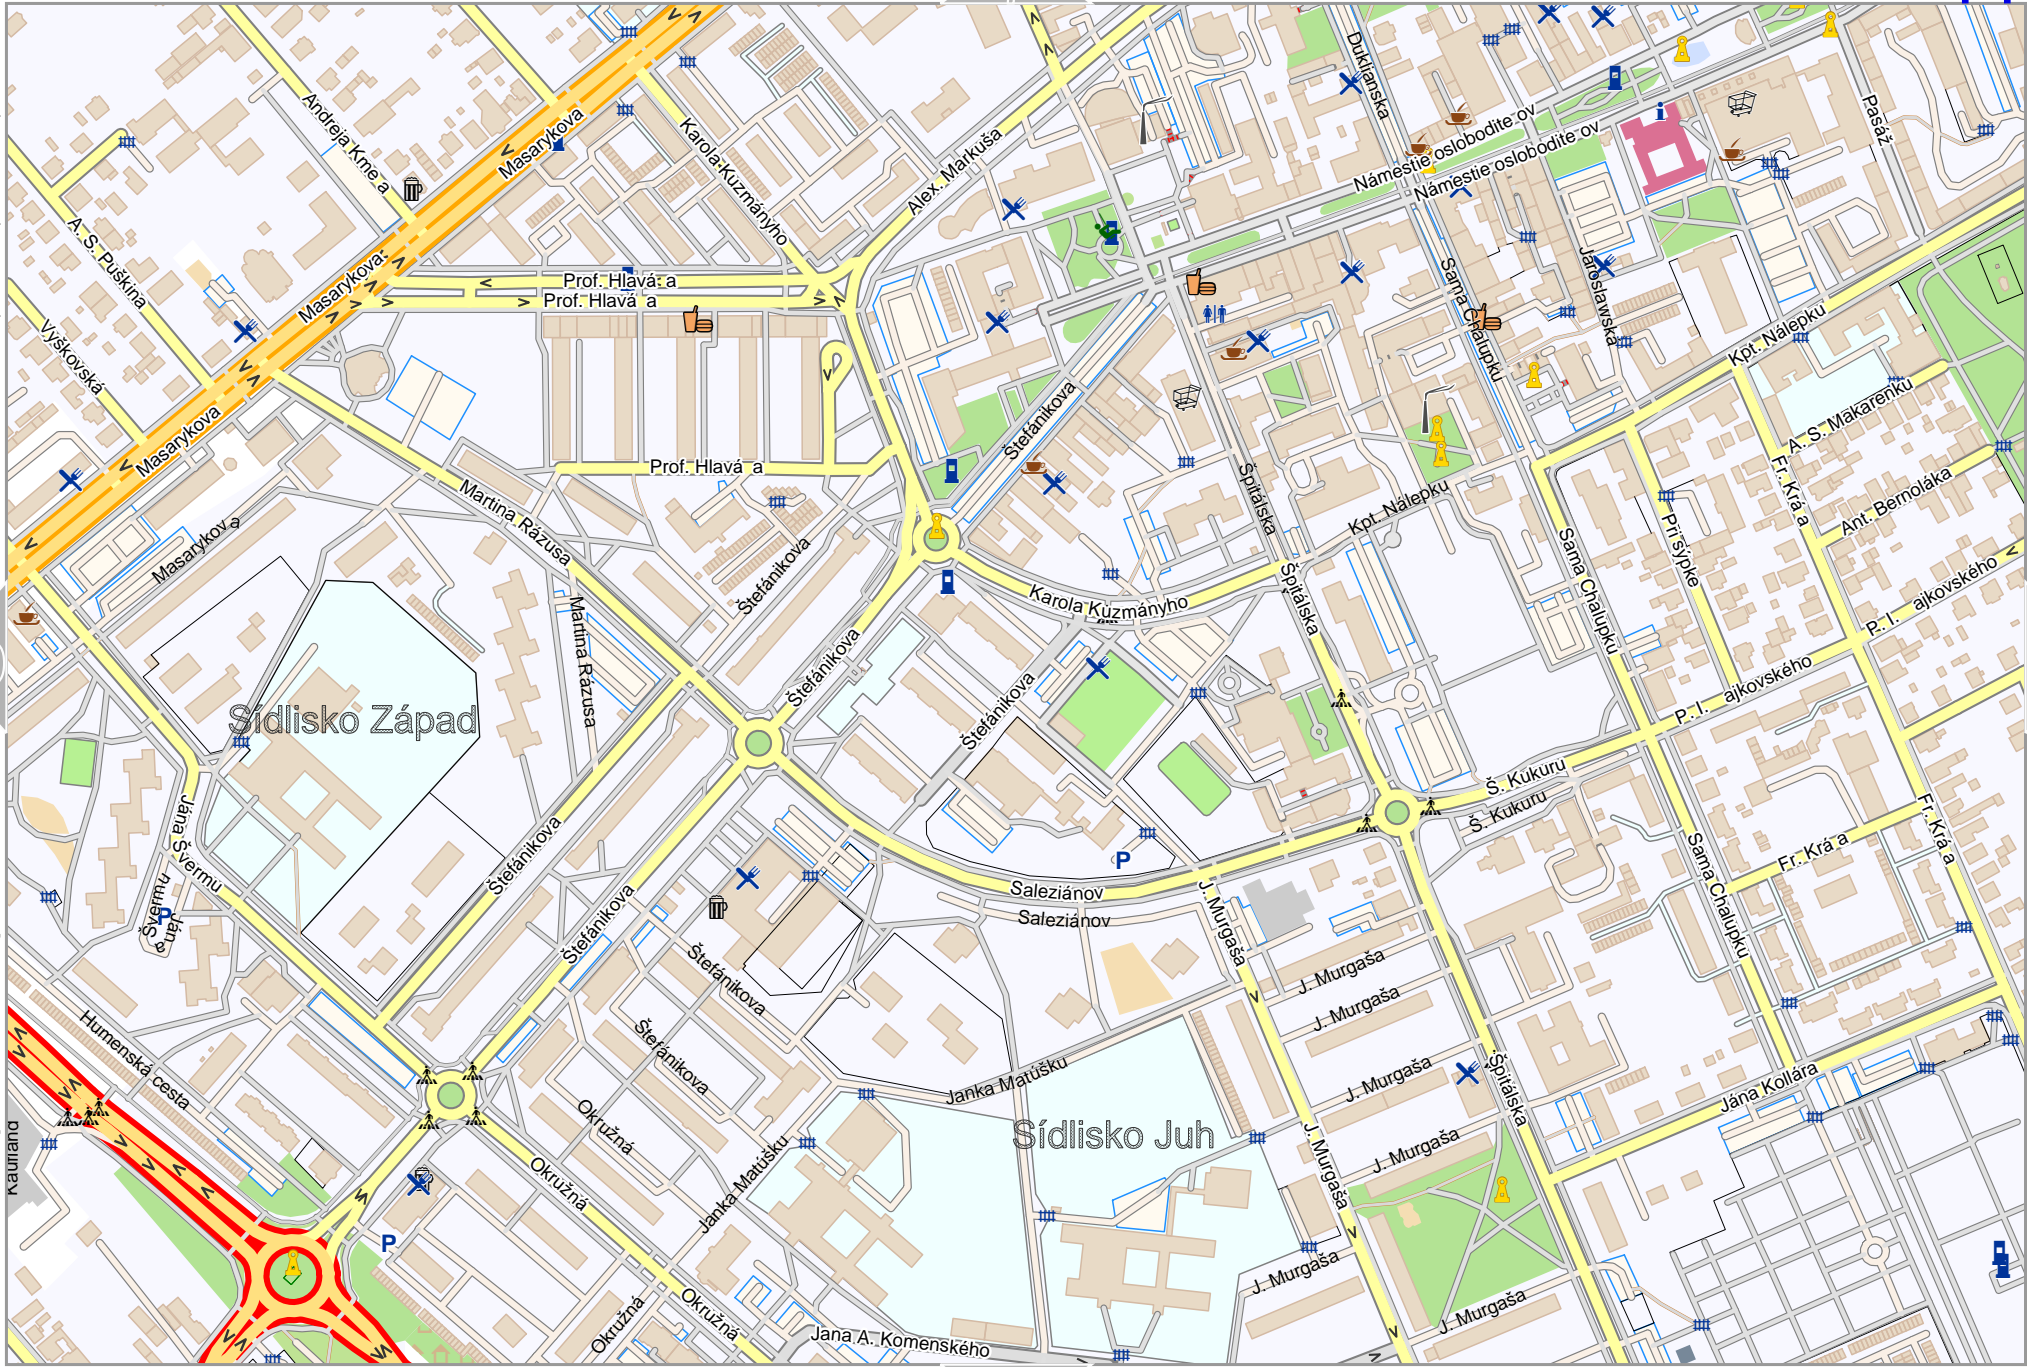 Duklianska
Andreja Kme a
Masarykova
Karola Kuzmányho
Alex. Markuša
Námestie oslobodite ov
Námestie oslobodite ov
Pasáž
A. S. Puškina
Masarykova
Prof. Hlavá a
Prof. Hlavá a
Sama Chalupku
Jaroslawska
Kpt. Nálepku
Vyškovská
Masarykova
Štefánikova
A. S. Makarenku
Prof. Hlavá a
Špitálska
Kpt. Nálepku
Fr. Krá a
Ant. Bernoláka
Martina Rázusa
Masarykova
Pri sýpke
Sama Chalupku
Štefánikova
Karola Kuzmányho
Špitálska
P. I. ajkovského
Martina Rázusa
Štefánikova
Štefánikova
P. I. ajkovského
Sídlisko Západ
Š. Kukuru
Š. Kukuru
Jána Švermu
Štefánikova
Fr. Krá a
Fr. Krá a
Sama Chalupku
Jána Švermu
Saleziánov
Saleziánov
Štefánikova
J. Murgaša
Štefánikova
J. Murgaša
J. Murgaša
Humenská cesta
Štefánikova
Janka Matúšku
J. Murgaša
Špitálska
Jána Kollára
Okružná
Sídlisko Juh
Kaufland
J. Murgaša
J. Murgaša
Okružná
Janka Matúšku
J. Murgaša
Okružná
Okružná
J. Murgaša
Jana A. Komenského
P
P
P